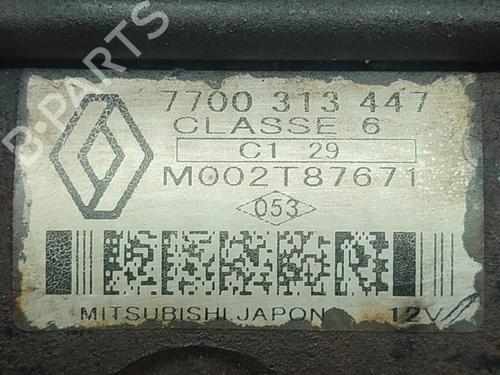 7700 313 447
CLASSE 6
C1 29
M002T87671
053
MITSUBISHI JAPON 12V
B-PARTS